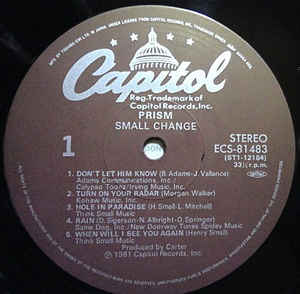 Capitol
Reg. Trademark of
Capitol Records, Inc.
PRISM
SMALL CHANGE
1
STEREO
ECS-81483
(ST1-12184)
33⅓ r.p.m.
1. DON'T LET HIM KNOW (B Adams-J. Vallance)
Adams Communications, Inc./
Calypso Toonz/Irving Music Inc.
2. TURN ON YOUR RADAR (Morgan Walker)
Kohaw Music, Inc.
3. HOLE IN PARADISE (H. Small-L. Mitchell)
Think Small Music
4. RAIN (D. Sigerson-N. Albright-O. Springer)
Same Dog, Inc./ New Doorway Tunes Spidey Music
5. WHEN WILL I SEE YOU AGAIN (Henry Small)
Think Small Music
Produced by Carter
℗ 1981 Capitol Records, Inc.